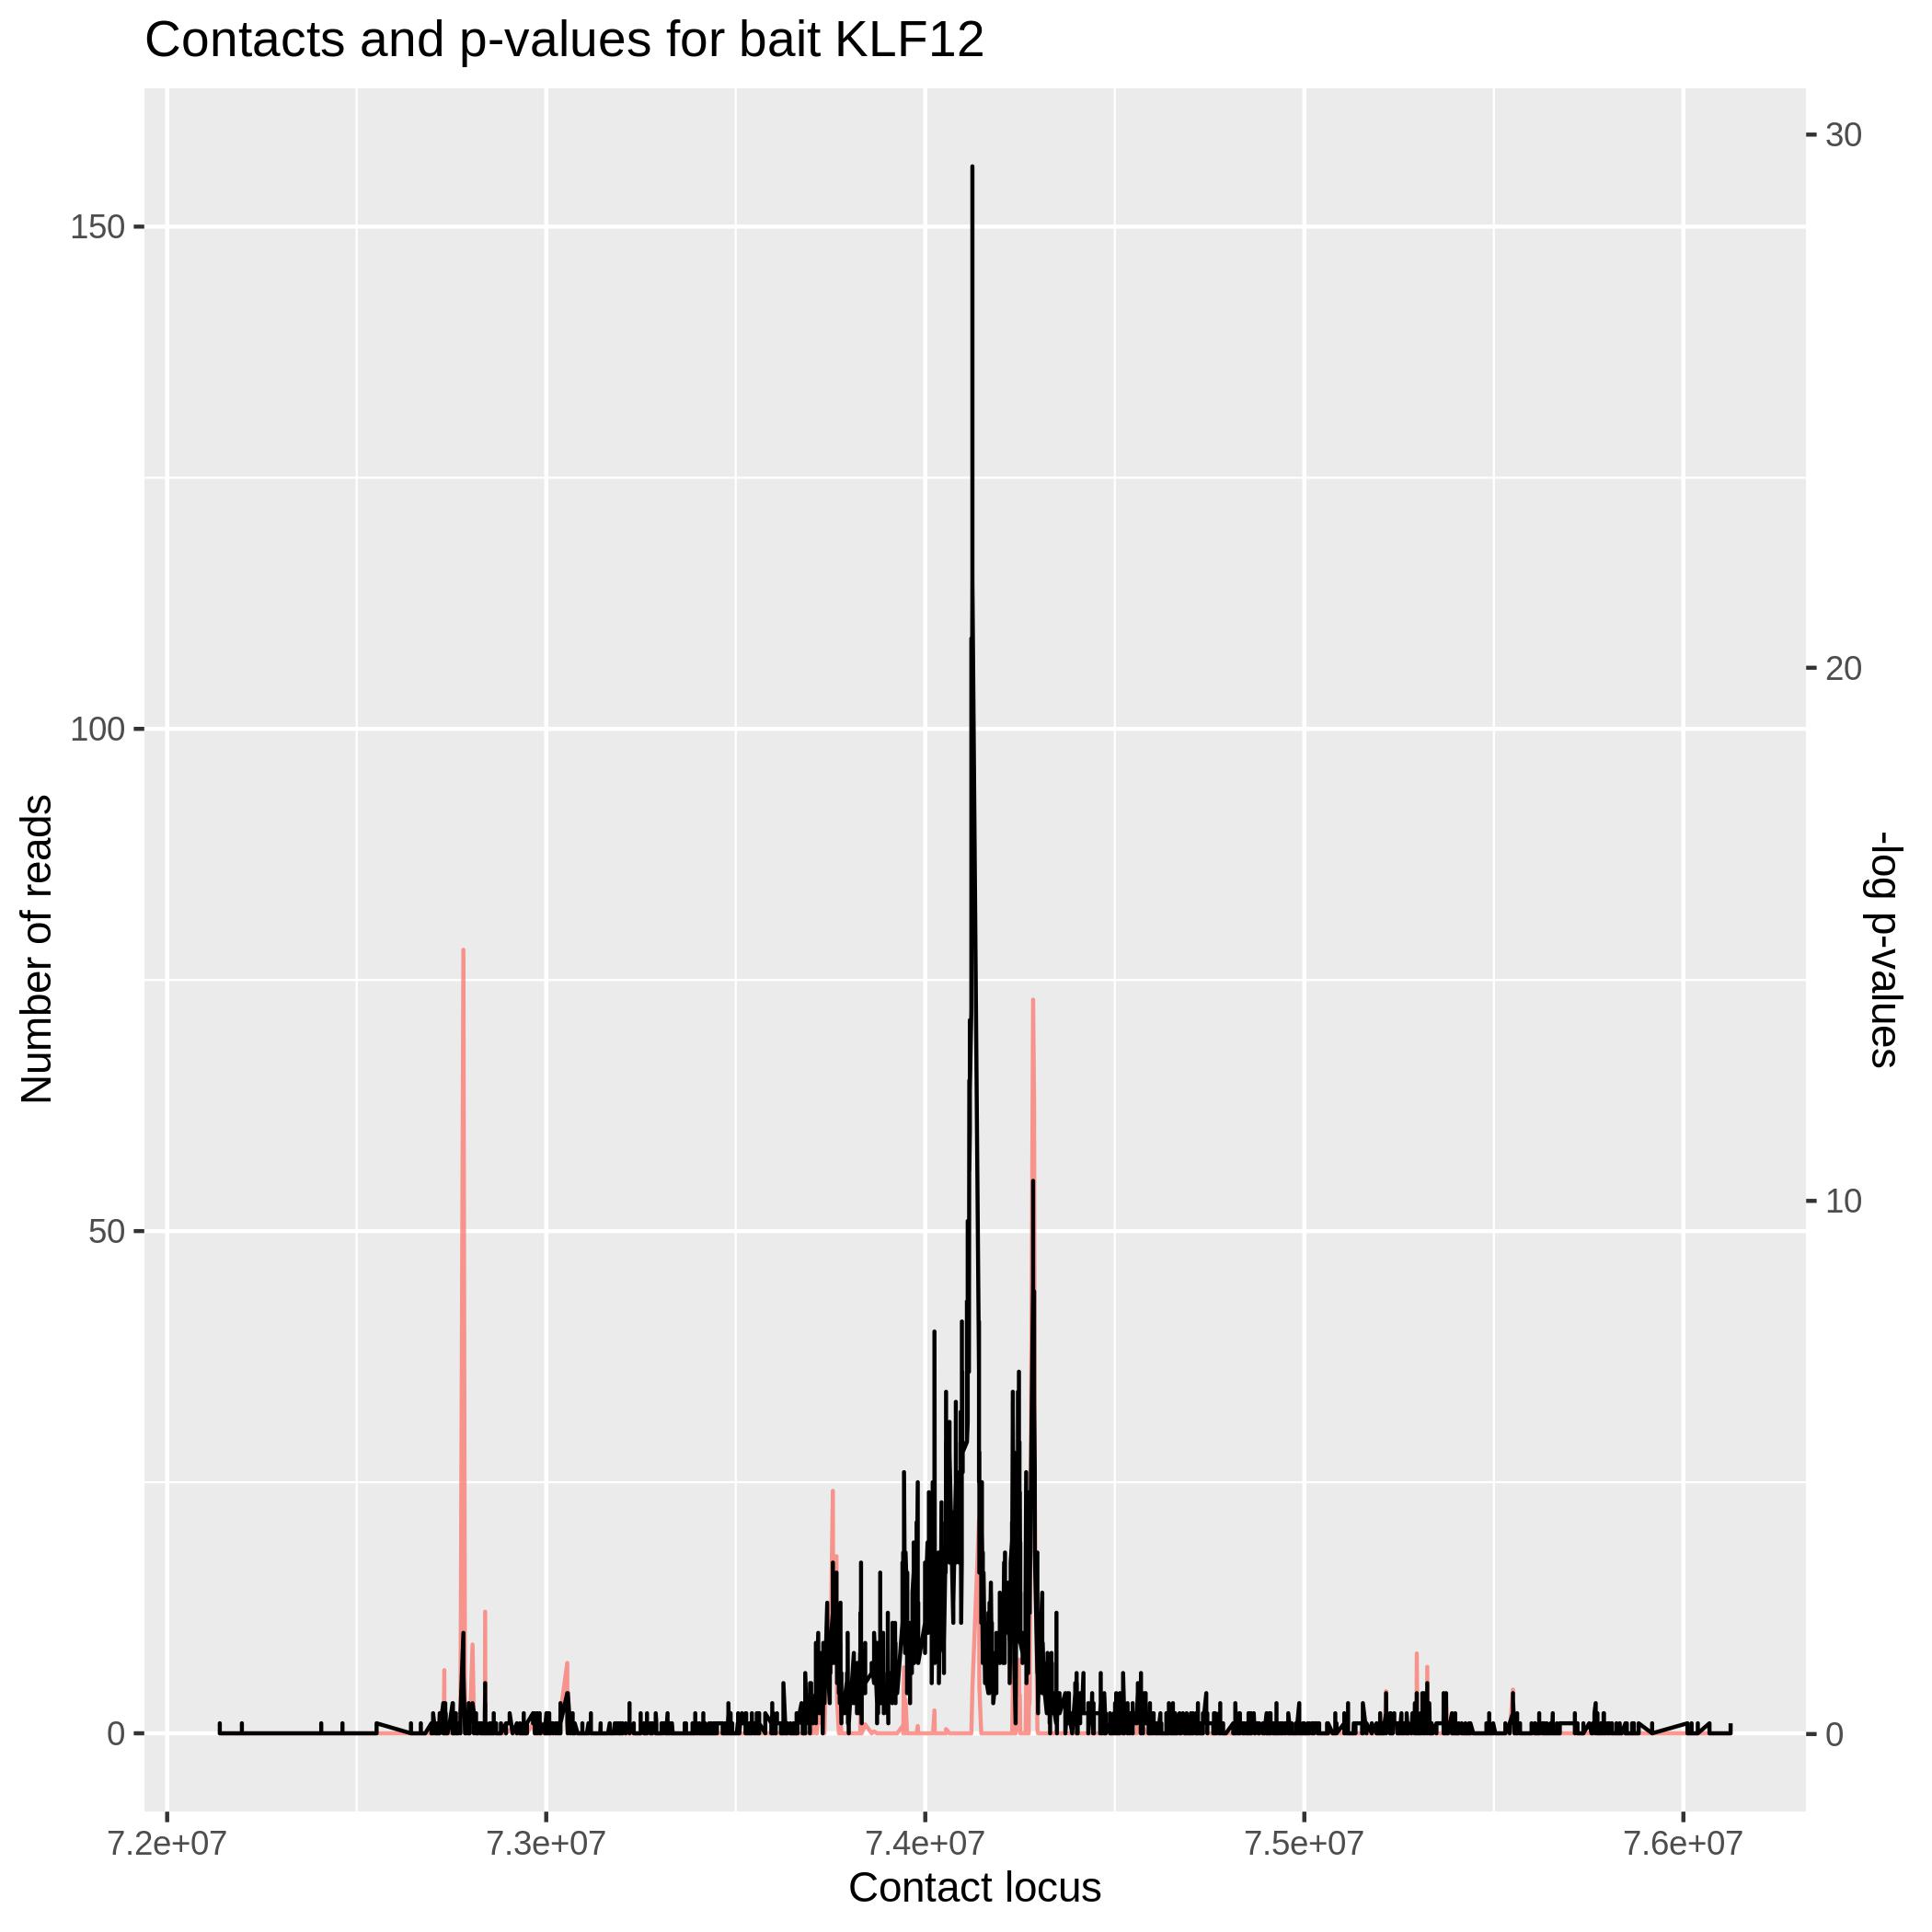 Contacts and p-values for bait KLF12
30
150
20
100
Number of reads
-log p-values
10
50
0
0
7.2e+07 7.3e+07 7.4e+07 7.5e+07 7.6e+07
Contact locus